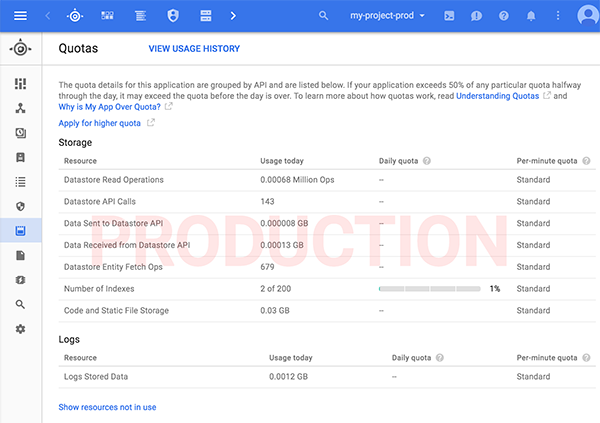 my-project-prod
Quotas
VIEW USAGE HISTORY
The quota details for this application are grouped by API and are listed below. If your application exceeds 50% of any particular quota halfway
through the day, it may exceed the quota before the day is over. To learn more about how quotas work, read Understanding Quotas and
Why is My App Over Quota?
Apply for higher quota
Storage
Resource Usage today Daily quota ? Per-minute quota ?
Datastore Read Operations 0.00068 Million Ops -- Standard
Datastore API Calls 143 -- Standard
Data Sent to Datastore API 0.000008 GB -- Standard
PRODUCTION
Data Received from Datastore API 0.00013 GB -- Standard
Datastore Entity Fetch Ops 679 -- Standard
Number of Indexes 2 of 200 1% Standard
Code and Static File Storage 0.03 GB -- Standard
Logs
Resource Usage today Daily quota ? Per-minute quota ?
Logs Stored Data 0.0012 GB -- Standard
Show resources not in use